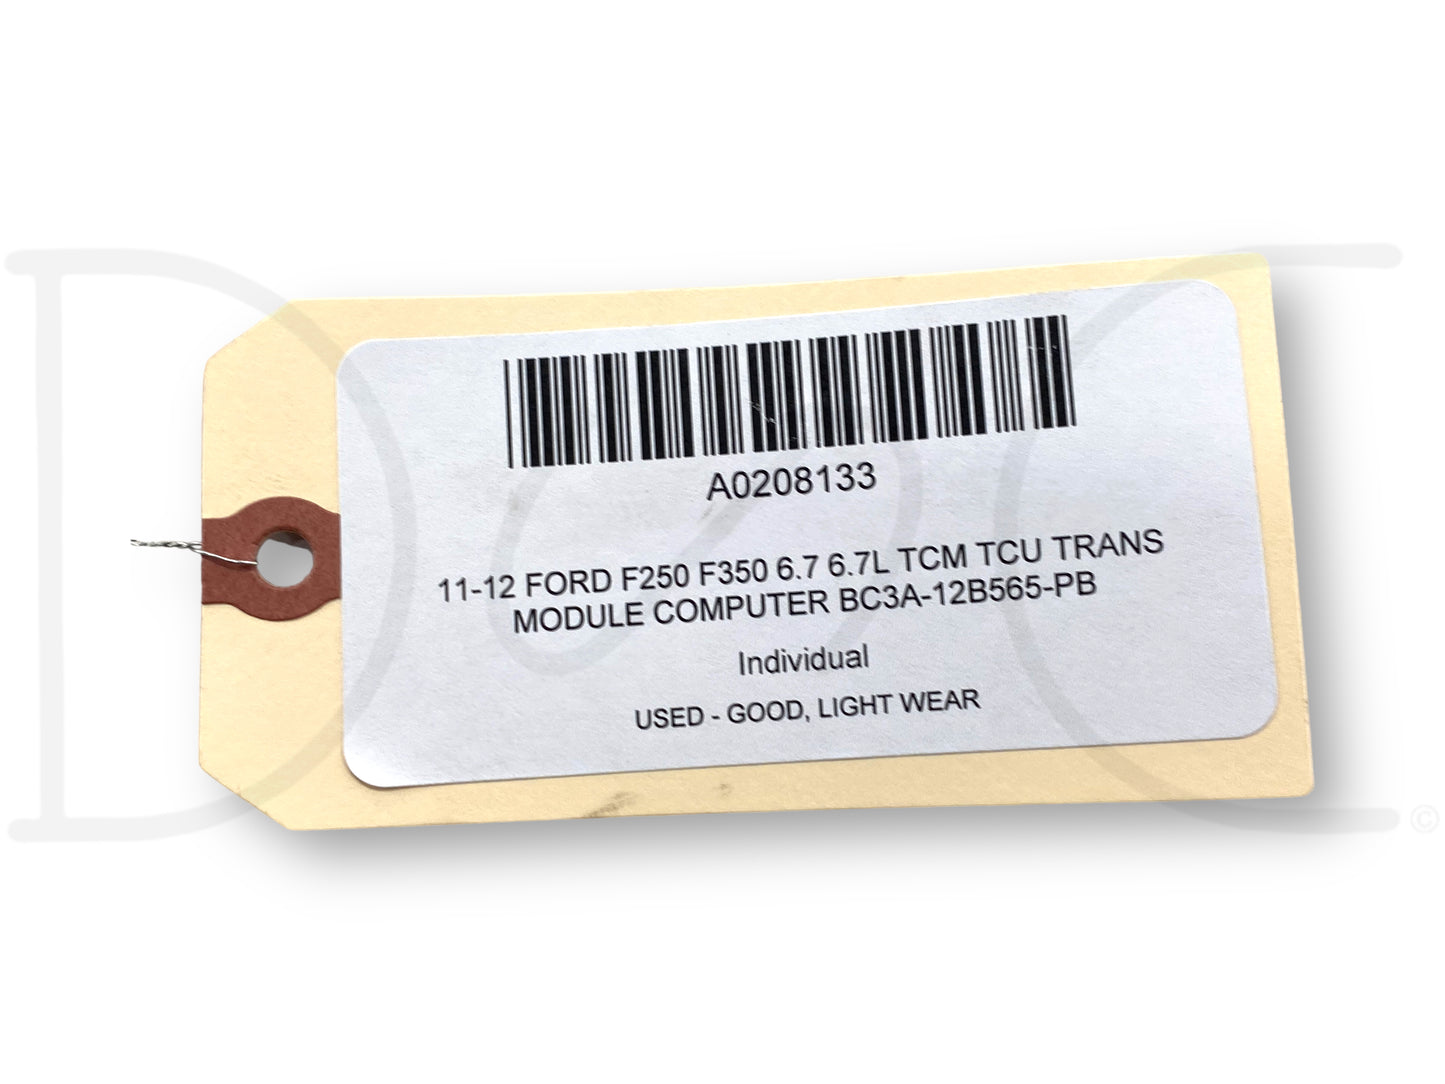 A0208133
11-12 FORD F250 F350 6.7 6.7L TCM TCU TRANS
MODULE COMPUTER BC3A-12B565-PB
Individual
USED - GOOD, LIGHT WEAR
©